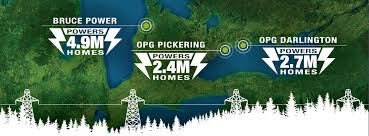 BRUCE POWER
POWERS
4.9M
HOMES
OPG PICKERING
POWERS
2.4M
HOMES
OPG DARLINGTON
POWERS
2.7M
HOMES